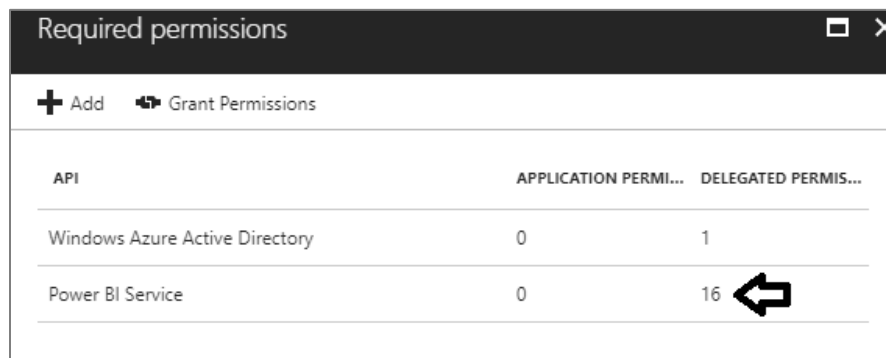 Required permissions
Add Grant Permissions
API APPLICATION PERMI... DELEGATED PERMIS...
Windows Azure Active Directory 0 1
Power BI Service 0 16